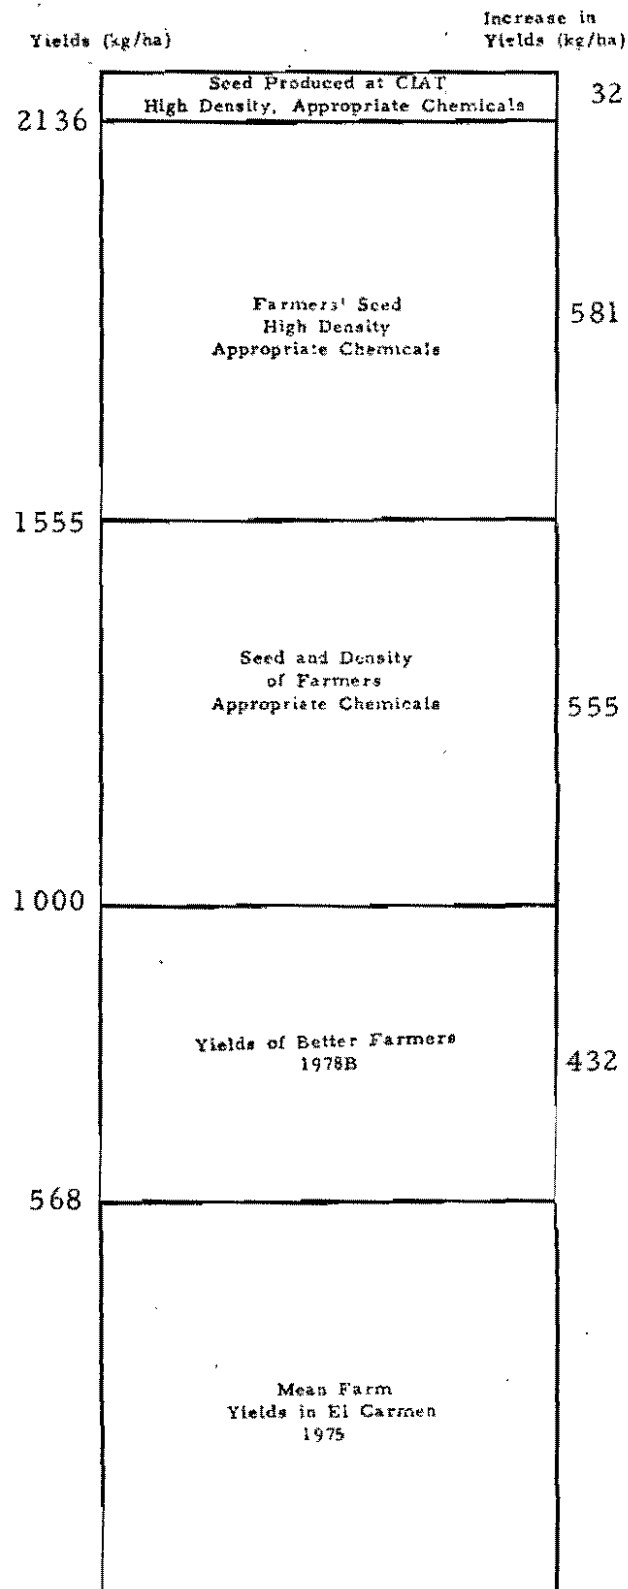 Increase in
Yields (kg/ha) Yields (kg/ha)
Seed Produced at CIAT
High Density, Appropriate Chemicals
32
2136
Farmers' Seed
High Density
Appropriate Chemicals
581
1555
Seed and Density
of Farmers
Appropriate Chemicals
555
1000
Yields of Better Farmers
1978B
432
568
Mean Farm
Yields in El Carmen
1975